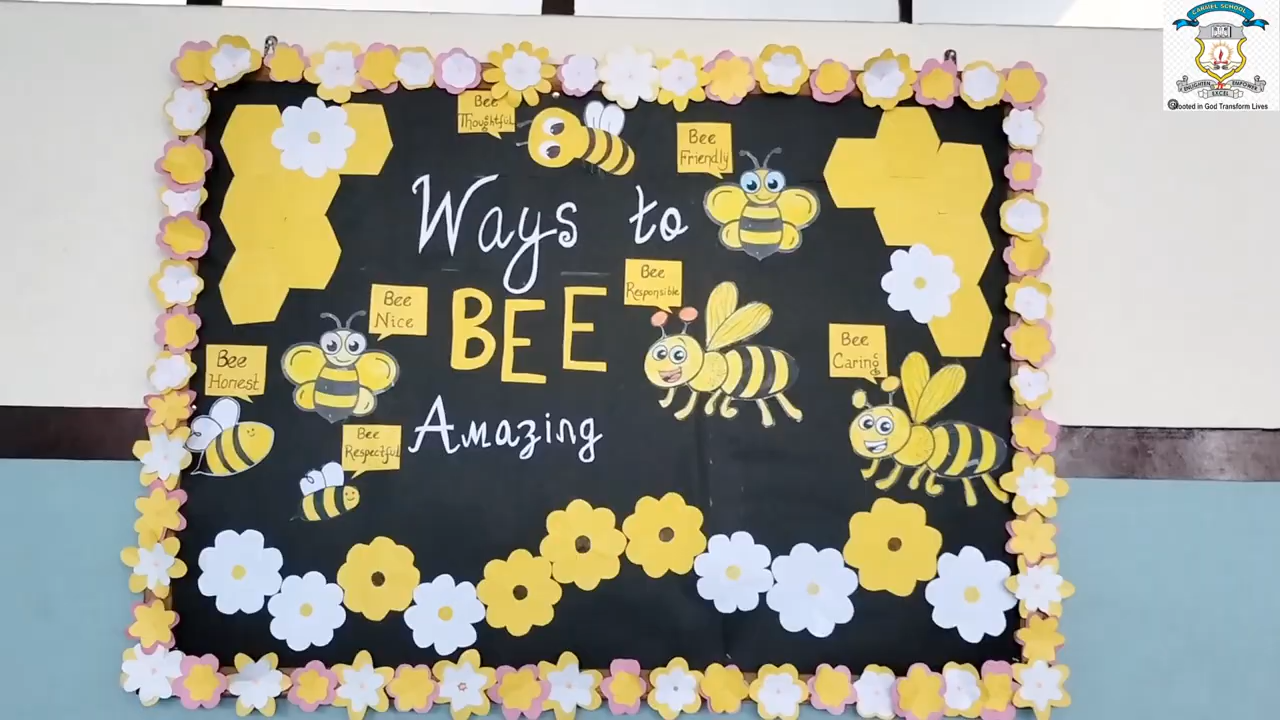 CARMEL SCHOOL
ENLIGHTEN EMPOWER
EXCEL
Rooted in God Transform Lives
Bee
Thoughtful
Bee
Friendly
Ways to
BEE
Amazing
Bee
Responsible
Bee
Nice
Bee
Caring
Bee
Honest
Bee
Respectful